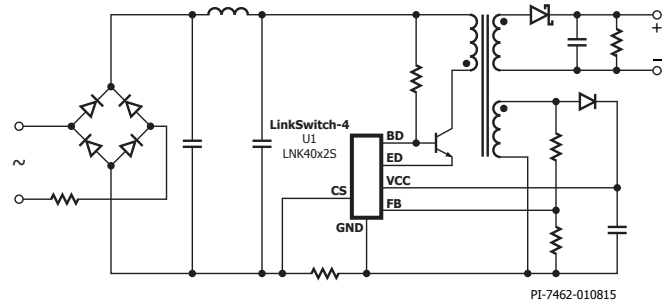 +
−
LinkSwitch-4
U1
LNK40x2S
BD
ED
VCC
CS
FB
GND
~
PI-7462-010815